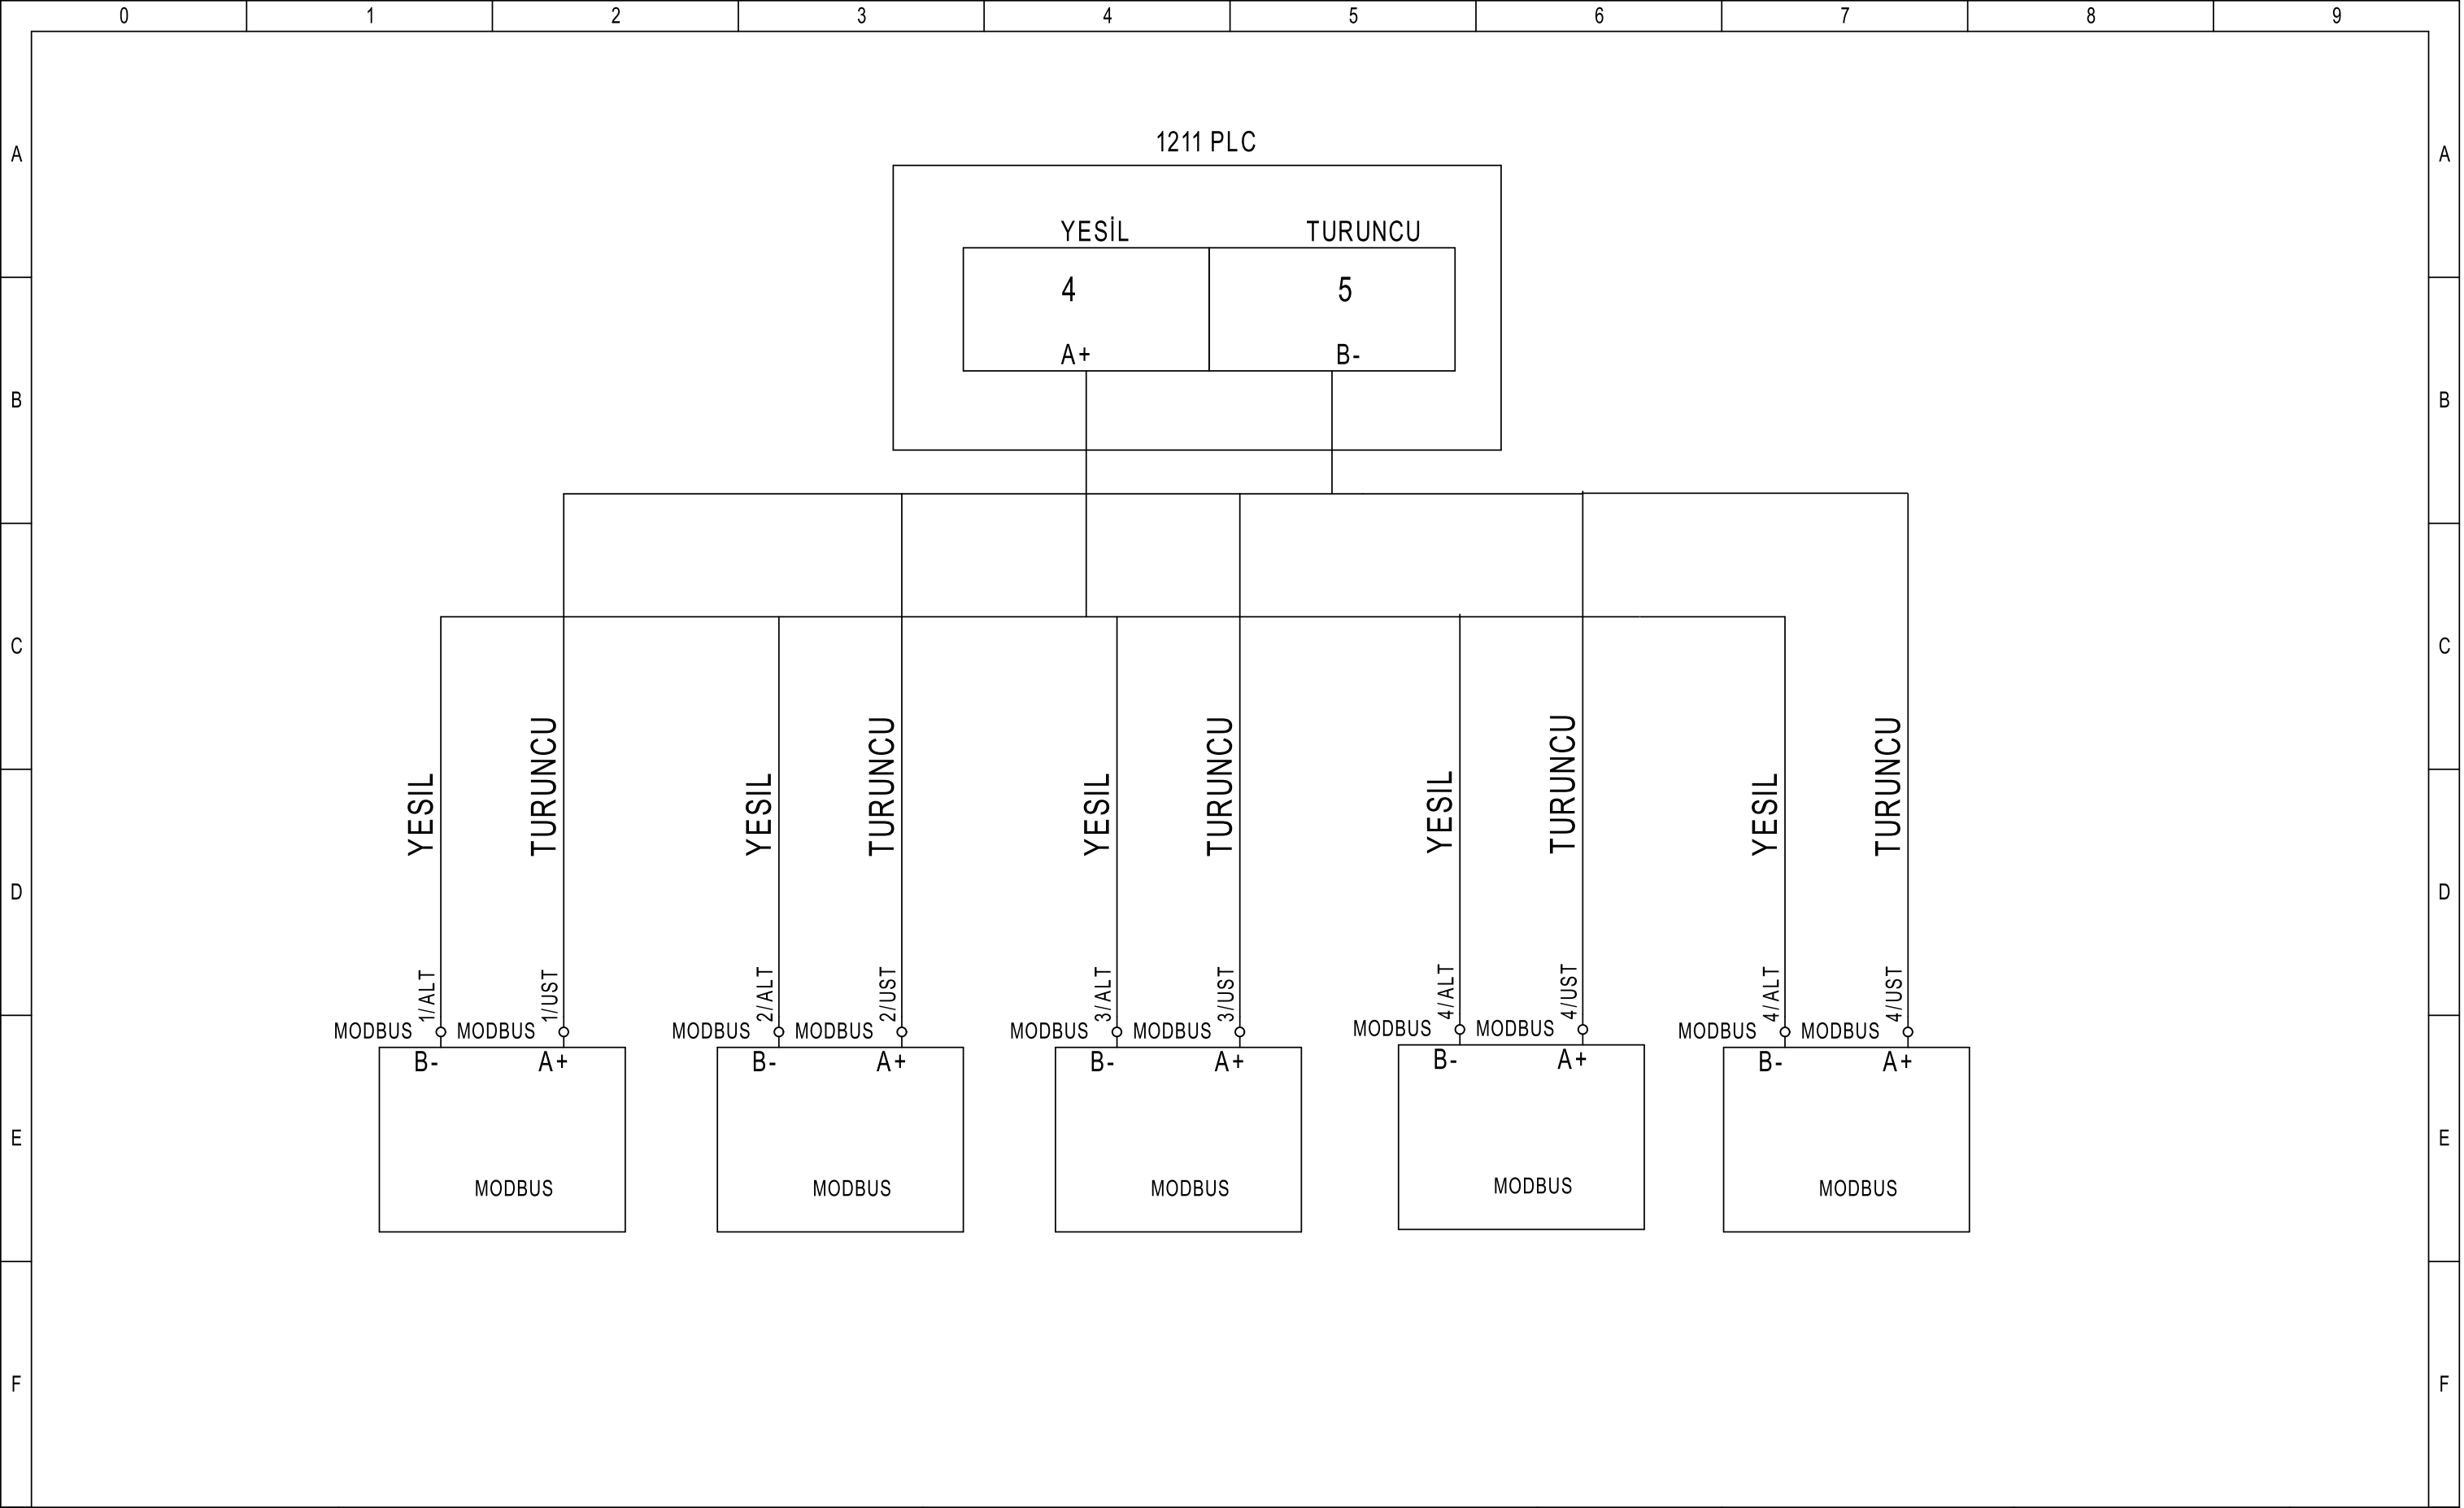 0 1 2 3 4 5 6 7 8 9
A A
1211 PLC
YESİL TURUNCU
4 5
A+ B-
B B
C C
YESIL TURUNCU YESIL TURUNCU YESIL TURUNCU YESIL TURUNCU YESIL TURUNCU
D D
1/ALT 1/UST 2/ALT 2/UST 3/ALT 3/UST 4/ALT 4/UST 4/ALT 4/UST
MODBUS MODBUS MODBUS MODBUS MODBUS MODBUS MODBUS MODBUS MODBUS MODBUS
B- A+ B- A+ B- A+ B- A+ B- A+
E E
MODBUS MODBUS MODBUS MODBUS MODBUS
F F